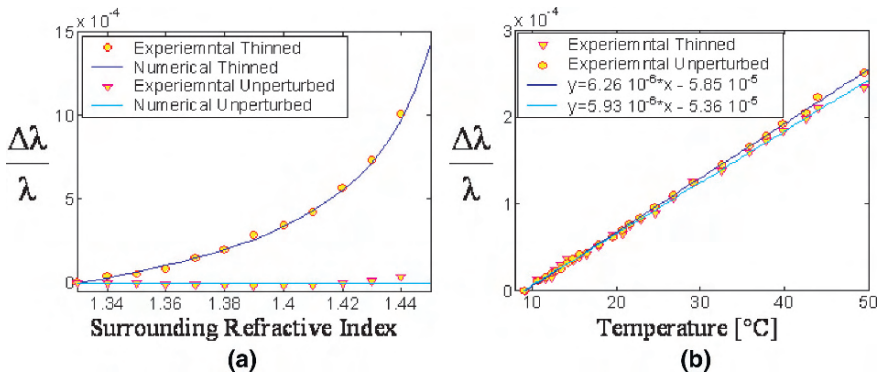 15 x 10⁻⁴
Experiemntal Thinned
Numerical Thinned
Experiemntal Unperturbed
Numerical Unperturbed
10
5
0
Δλ
λ
1.34 1.36 1.38 1.4 1.42 1.44
Surrounding Refractive Index
(a)
3 x 10⁻⁴
Experiemntal Thinned
Experiemntal Unperturbed
y=6.26 10⁻⁶*x - 5.85 10⁻⁵
y=5.93 10⁻⁶*x - 5.36 10⁻⁵
2
1
0
Δλ
λ
10 20 30 40 50
Temperature [°C]
(b)